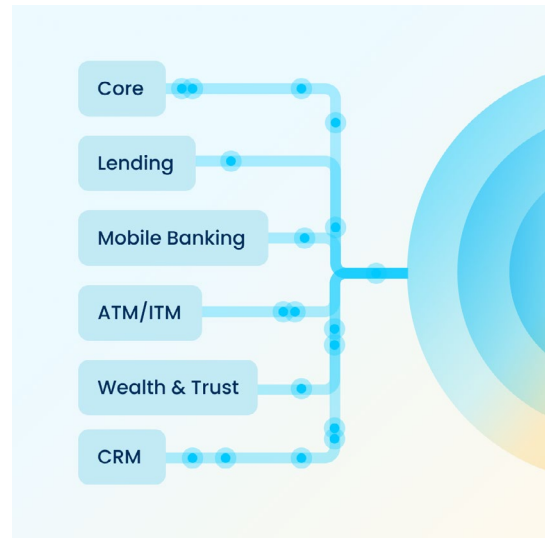 Core
Lending
Mobile Banking
ATM/ITM
Wealth & Trust
CRM